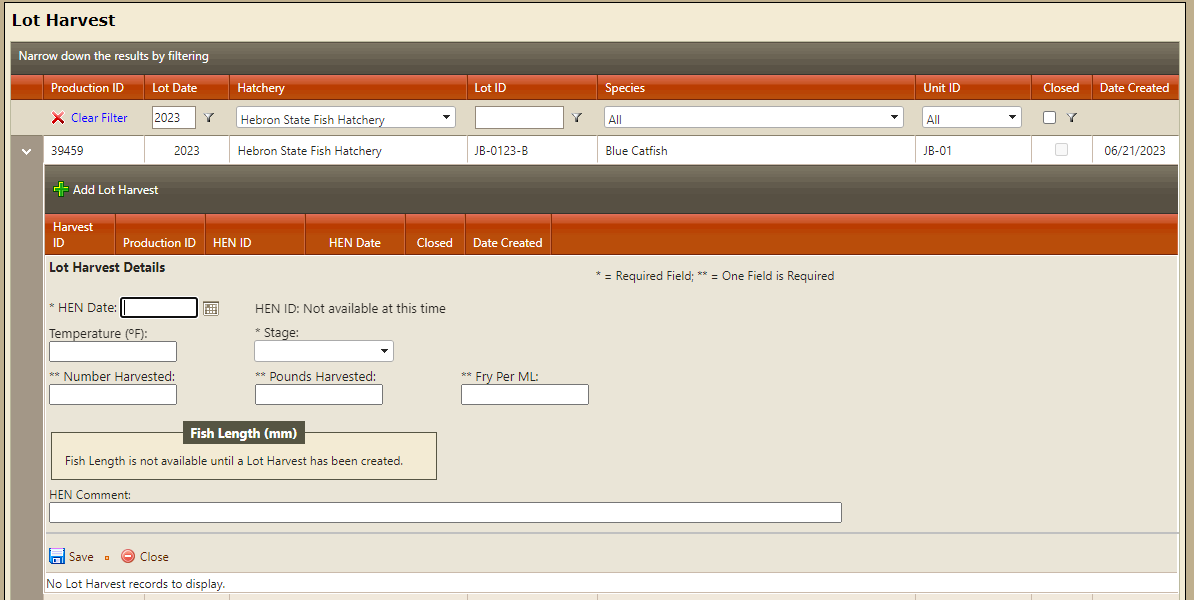 Lot Harvest
Narrow down the results by filtering
Production ID Lot Date Hatchery Lot ID Species Unit ID Closed Date Created
Clear Filter 2023 Hebron State Fish Hatchery All All
39459 2023 Hebron State Fish Hatchery JB-0123-B Blue Catfish JB-01 06/21/2023
Add Lot Harvest
Harvest
ID Production ID HEN ID HEN Date Closed Date Created
Lot Harvest Details
* = Required Field; ** = One Field is Required
* HEN Date: HEN ID: Not available at this time
Temperature (ºF): * Stage:
** Number Harvested: ** Pounds Harvested: ** Fry Per ML:
Fish Length (mm)
Fish Length is not available until a Lot Harvest has been created.
HEN Comment:
Save Close
No Lot Harvest records to display.